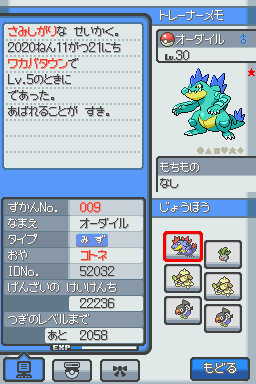 さみしがりな せいかく。
2020ねん11がつ21にち
ワカバタウンで
Lv.5のときに
であった。
あばれることが すき。
トレーナーメモ
オーダイル ♂
Lv.30
もちもの
なし
ずかんNo. 009
なまえ オーダイル
タイプ みず
おや コトネ
IDNo. 52032
げんざいの けいけんち
22236
つぎのレベルまで
あと 2058
EXP
じょうほう
もどる